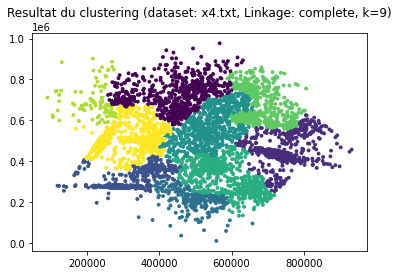 Resultat du clustering (dataset: x4.txt, Linkage: complete, k=9)
1e6
1.0
0.8
0.6
0.4
0.2
0.0
200000 400000 600000 800000